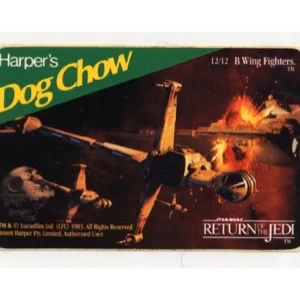 Harper's
Dog Chow
12/12 B Wing Fighters.
TM
TM & © Lucasfilm Ltd. (LFL) 1983. All Rights Reserved.
Harper Pty. Limited, Authorised User.
STAR WARS
RETURN OF THE JEDI
TM